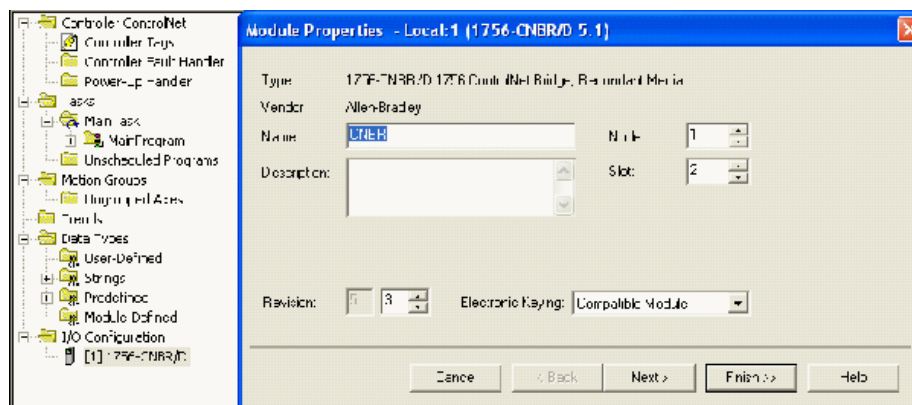 Controller ControlNet
Controller Tags
Controller Fault Handler
Power-Up Handler
Tasks
MainTask
MainProgram
Unscheduled Programs
Motion Groups
Ungrouped Axes
Trends
Data Types
User-Defined
Strings
Predefined
Module-Defined
I/O Configuration
[1] 1756-CNBR/D
Module Properties - Local:1 (1756-CNBR/D 5.1)
Type: 1756-CNBR/D 1756 ControlNet Bridge, Redundant Media
Vendor: Allen-Bradley
Name: CNBR Node: 1
Description: Slot: 2
Revision: 5 3 Electronic Keying: Compatible Module
Cancel < Back Next > Finish >> Help